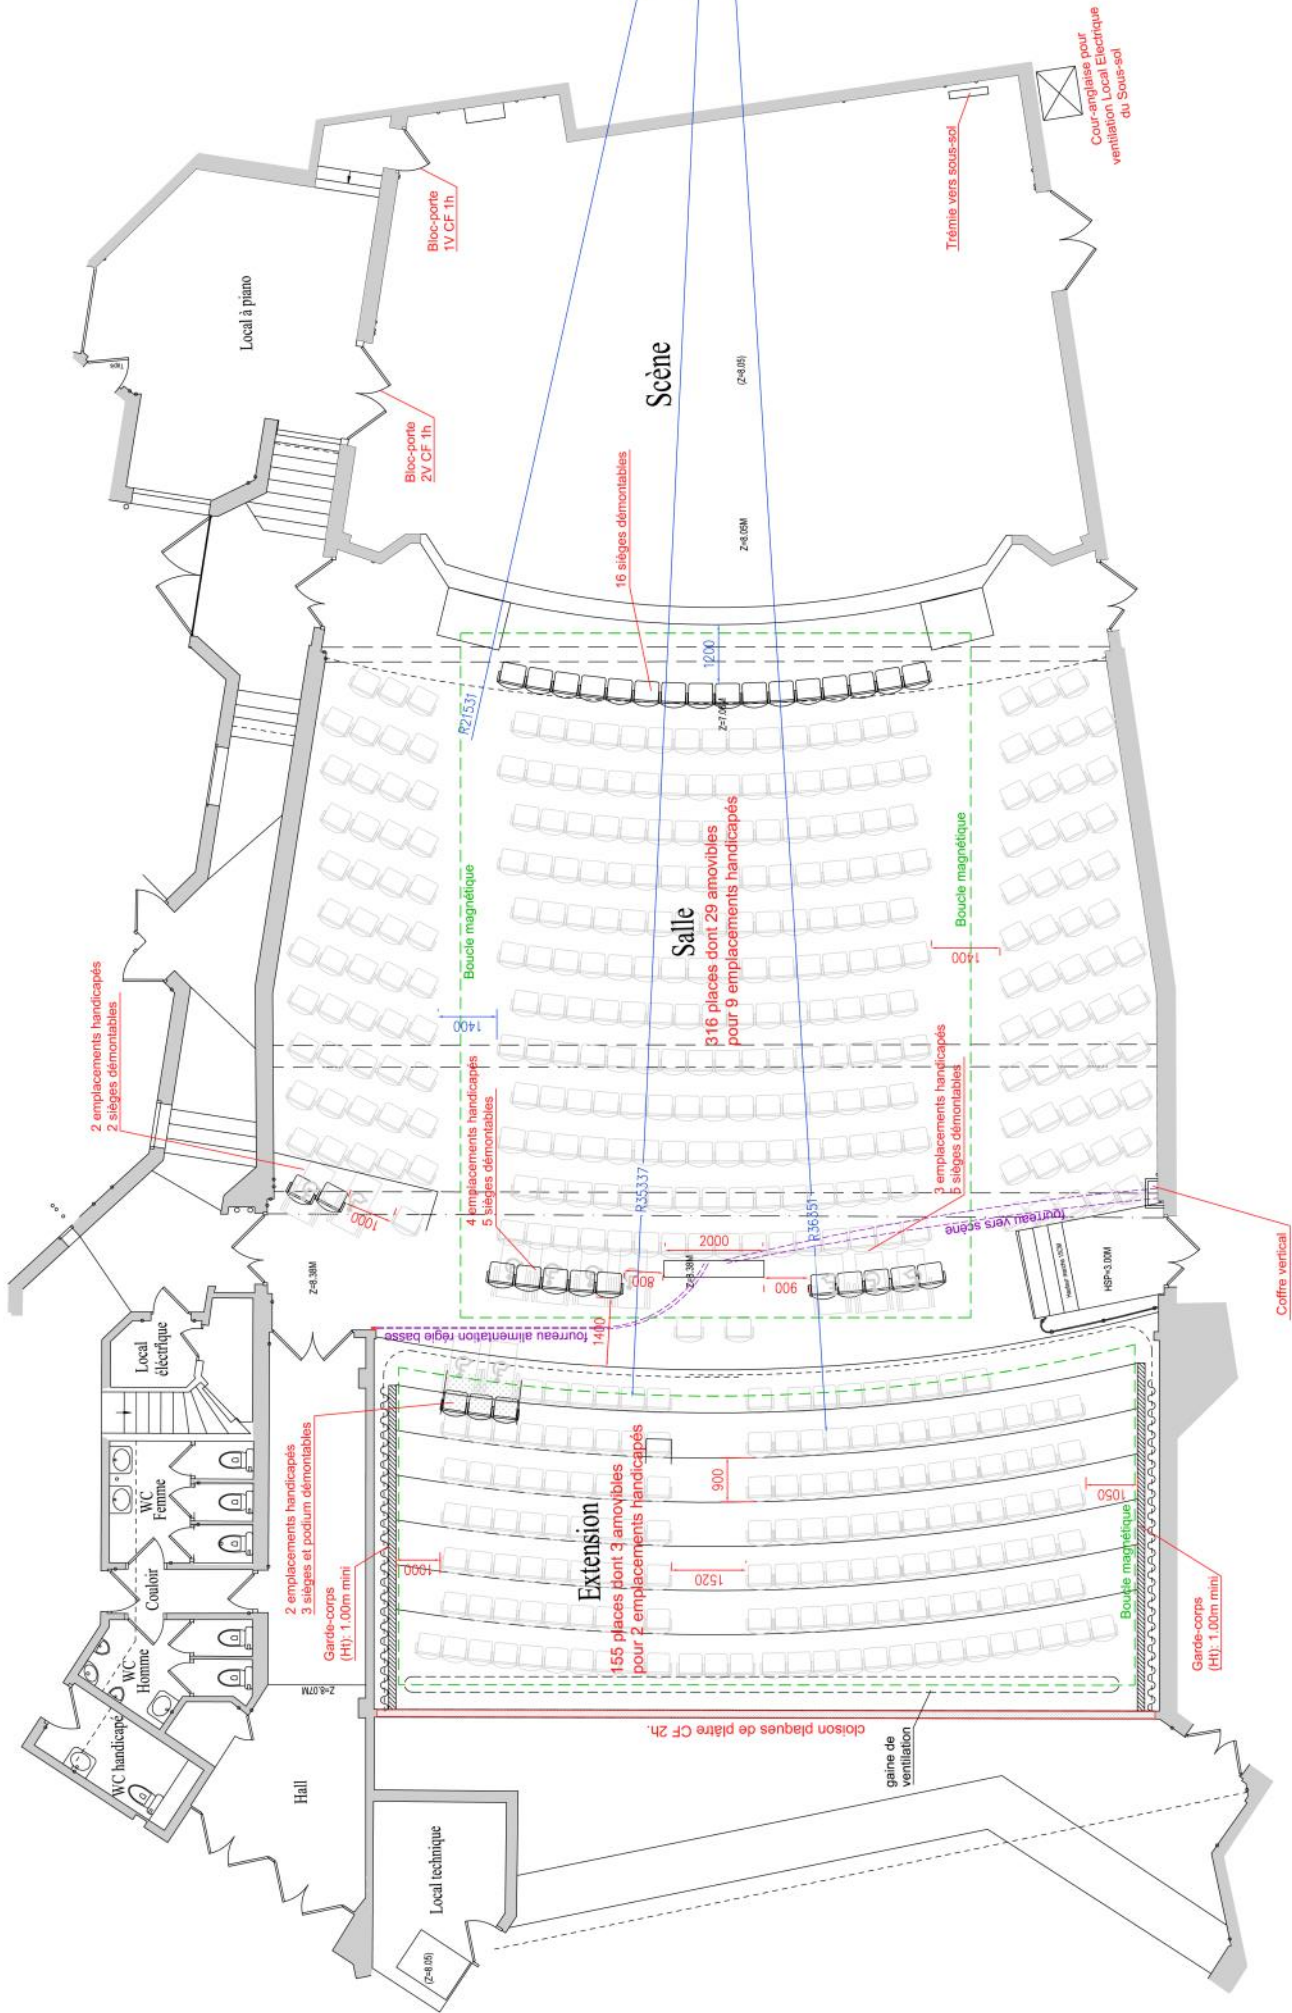 Cour-anglaise pour
ventilation Local Electrique
du Sous-sol
Trémie vers sous-sol
Bloc-porte
1V CF 1h
Local à piano
Bloc-porte
2V CF 1h
Scène
(Z=8.05)
Z=8.05M
16 sièges démontables
1200
R21531
Boucle magnétique
Boucle magnétique
Salle
316 places dont 29 amovibles
pour 9 emplacements handicapés
1400
1400
2 emplacements handicapés
2 sièges démontables
1000
4 emplacements handicapés
5 sièges démontables
3 emplacements handicapés
5 sièges démontables
R35337
R36351
fourreau vers scène
2000
Z=8.38M
800
900
1400
fourreau alimentation régie basse
Z=8.38M
HSP=3.00M
Coffre vertical
Local
éléctrique
WC
Femme
Couloir
WC
Homme
WC handicapé
Z=8.07M
Hall
2 emplacements handicapés
3 sièges et podium démontables
Garde-corps
(Ht): 1.00m mini
1000
Extension
155 places dont 3 amovibles
pour 2 emplacements handicapés
900
1520
1050
Boucle magnétique
Garde-corps
(Ht): 1.00m mini
cloison plaques de plâtre CF 2h.
gaine de
ventilation
Local technique
(Z=8.05)